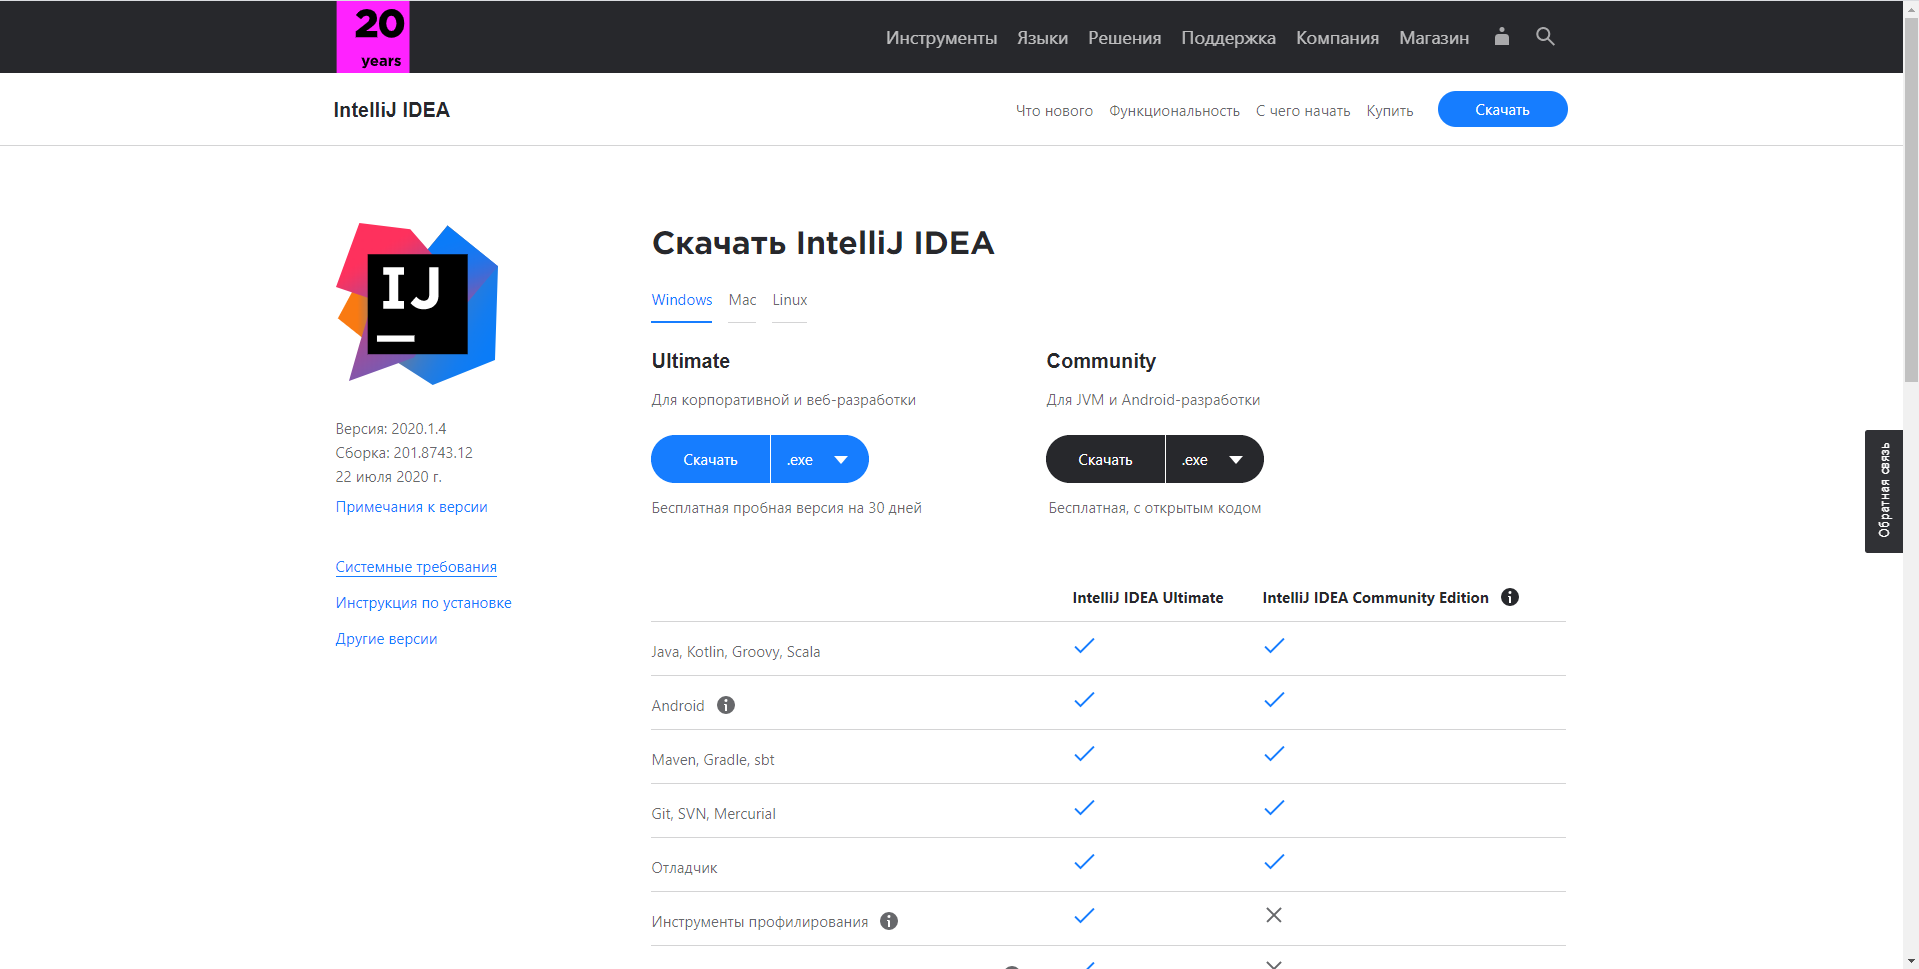 20
years
Инструменты Языки Решения Поддержка Компания Магазин
IntelliJ IDEA
Что нового Функциональность С чего начать Купить Скачать
IJ
Версия: 2020.1.4
Сборка: 201.8743.12
22 июля 2020 г.
Примечания к версии
Системные требования
Инструкция по установке
Другие версии
Скачать IntelliJ IDEA
Windows Mac Linux
Ultimate
Для корпоративной и веб-разработки
Скачать .exe
Бесплатная пробная версия на 30 дней
Community
Для JVM и Android-разработки
Скачать .exe
Бесплатная, с открытым кодом
IntelliJ IDEA Ultimate IntelliJ IDEA Community Edition
Java, Kotlin, Groovy, Scala
Android
Maven, Gradle, sbt
Git, SVN, Mercurial
Отладчик
Инструменты профилирования
Обратная связь